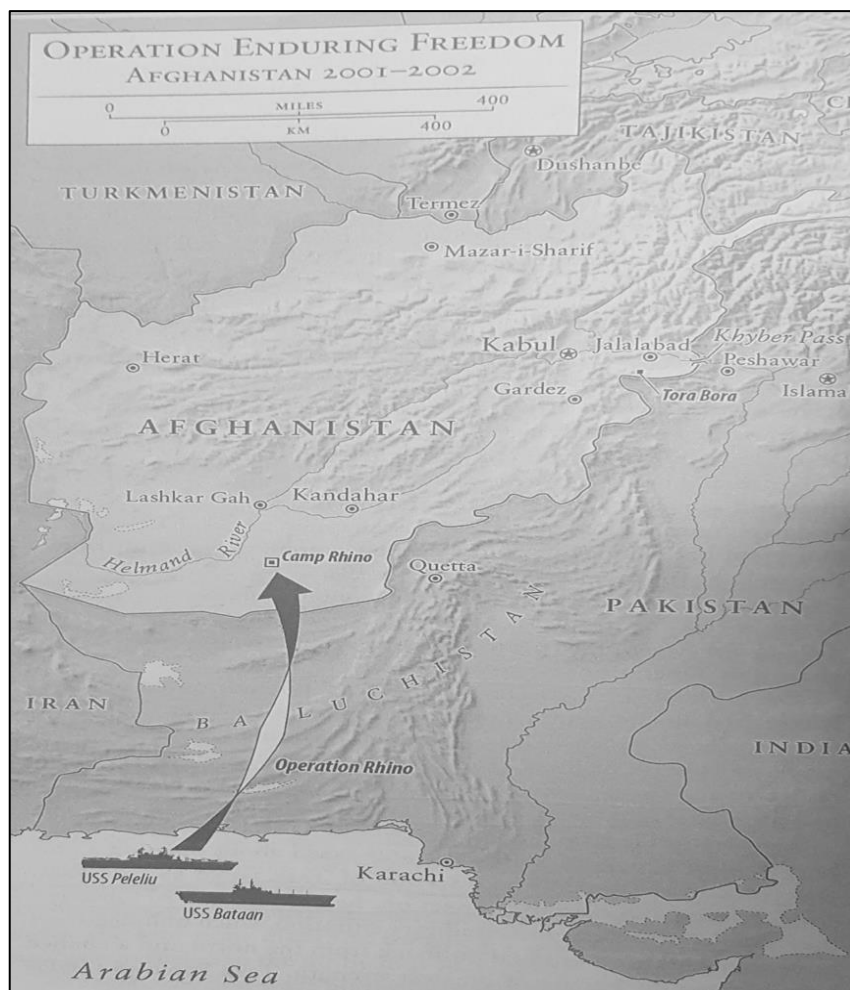 OPERATION ENDURING FREEDOM
AFGHANISTAN 2001–2002
0 MILES 400
0 KM 400
TAJIKISTAN
Dushanbe
TURKMENISTAN
Termez
Mazar-i-Sharif
Khyber Pass
Kabul
Jalalabad
Herat
Peshawar
Gardez
Tora Bora
Islama
AFGHANISTAN
Lashkar Gah
Kandahar
Helmand River
Camp Rhino
Quetta
PAKISTAN
IRAN
BALUCHISTAN
INDIA
Operation Rhino
USS Peleliu
Karachi
USS Bataan
Arabian Sea